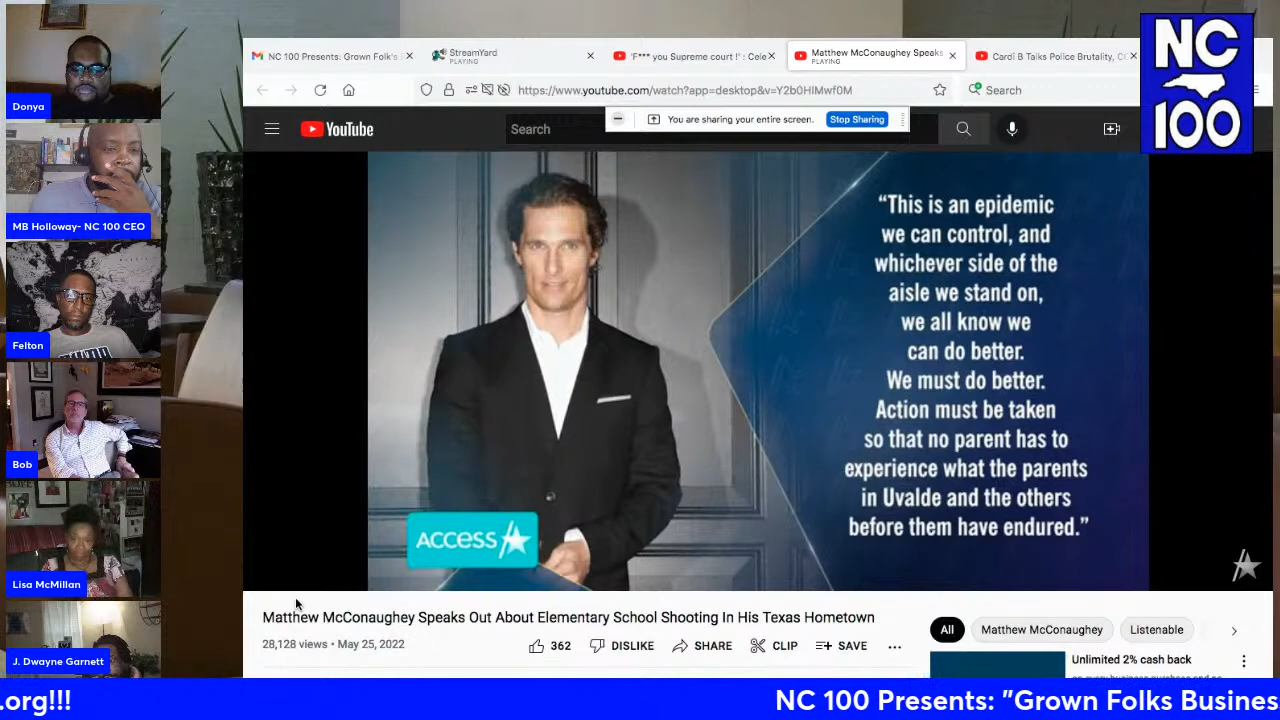 NC 100 Presents: Grown Folk's
StreamYard
PLAYING
'F*** you Supreme court !' : Cele
Matthew McConaughey Speaks
PLAYING
Cardi B Talks Police Brutality,
https://www.youtube.com/watch?app=desktop&v=Y2b0HIMwf0M
Search
You are sharing your entire screen.
Stop Sharing
YouTube
Search
NC
100
Donya
MB Holloway- NC 100 CEO
Felton
Bob
Lisa McMillan
J. Dwayne Garnett
“This is an epidemic
we can control, and
whichever side of the
aisle we stand on,
we all know we
can do better.
We must do better.
Action must be taken
so that no parent has to
experience what the parents
in Uvalde and the others
before them have endured.”
ACCESS
Matthew McConaughey Speaks Out About Elementary School Shooting In His Texas Hometown
28,128 views • May 25, 2022
362
DISLIKE
SHARE
CLIP
SAVE
All
Matthew McConaughey
Listenable
Unlimited 2% cash back
.org!!!
NC 100 Presents: "Grown Folks Busines